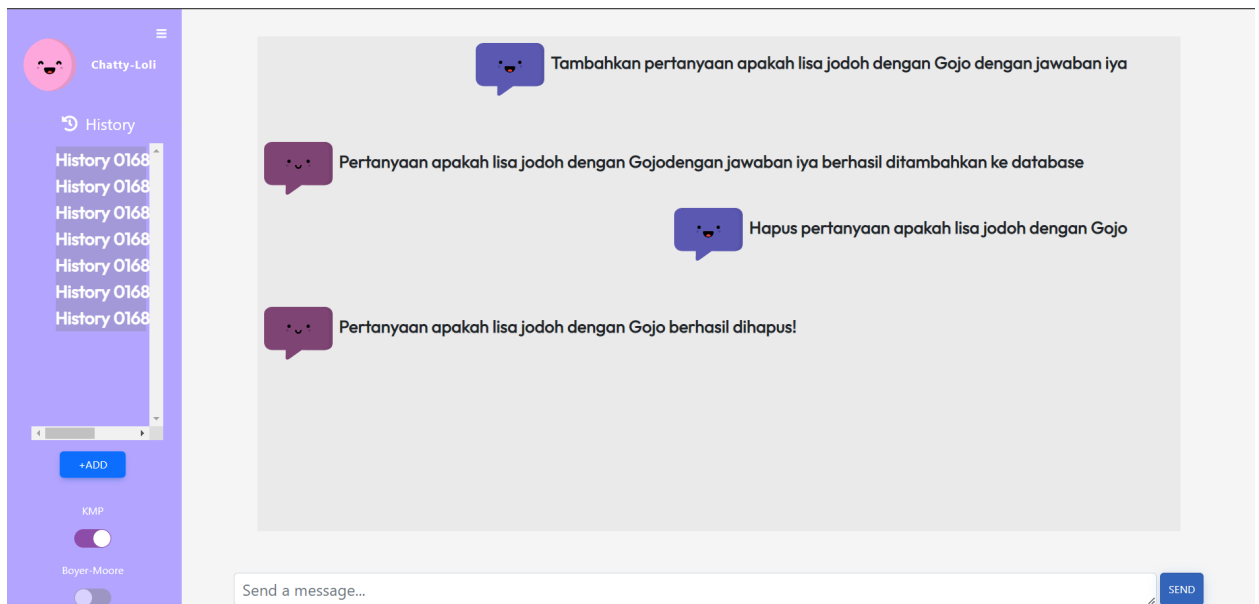 Chatty-Loli
History
History 0168
History 0168
History 0168
History 0168
History 0168
History 0168
History 0168
+ADD
KMP
Boyer-Moore
Tambahkan pertanyaan apakah lisa jodoh dengan Gojo dengan jawaban iya
Pertanyaan apakah lisa jodoh dengan Gojodengan jawaban iya berhasil ditambahkan ke database
Hapus pertanyaan apakah lisa jodoh dengan Gojo
Pertanyaan apakah lisa jodoh dengan Gojo berhasil dihapus!
Send a message...
SEND